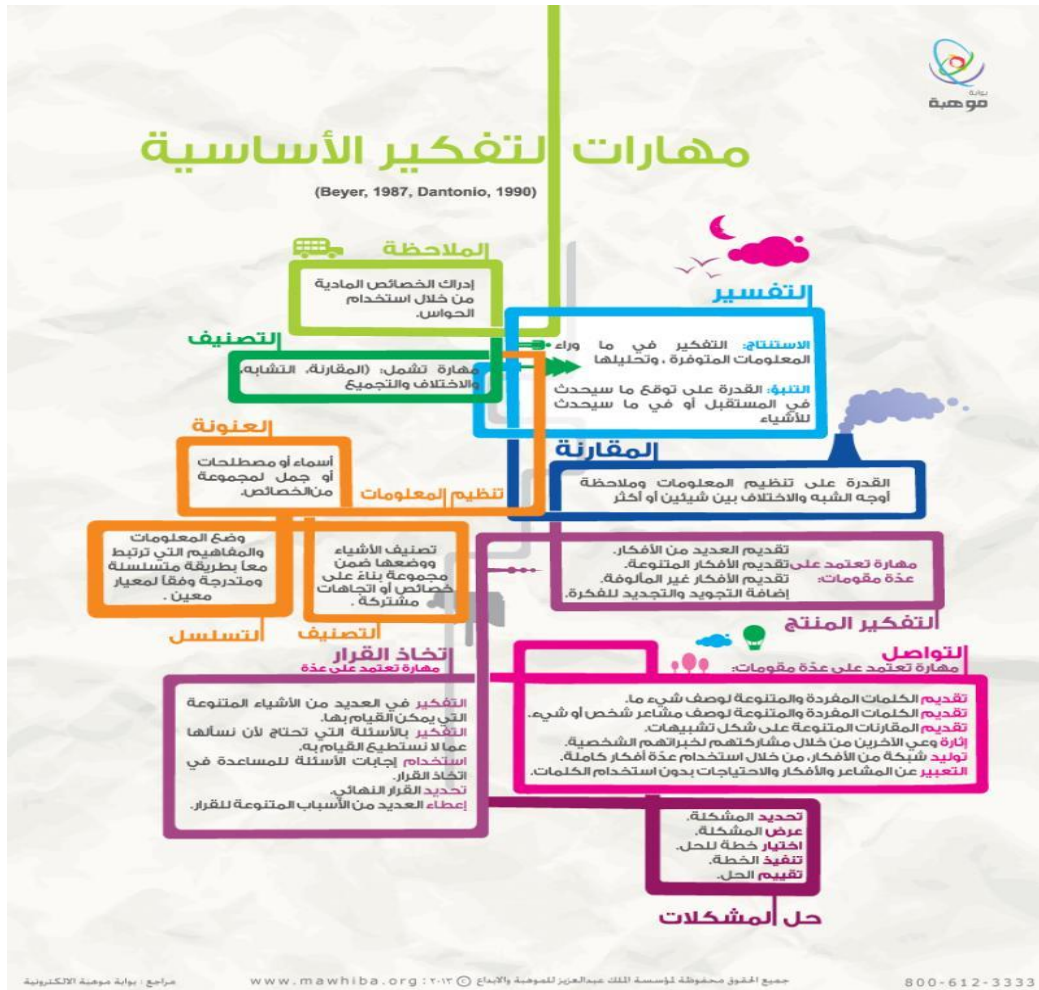 بوابة
موهبة
مهارات التفكير الأساسية
(Beyer, 1987, Dantonio, 1990)
الملاحظة
إدراك الخصائص المادية
من خلال استخدام
الحواس.
التفسير
الاستنتاج: التفكير في ما وراء
المعلومات المتوفرة، وتحليلها
التنبؤ: القدرة على توقع ما سيحدث
في المستقبل أو في ما سيحدث
للأشياء
التصنيف
مهارة تشمل: (المقارنة، التشابه،
والاختلاف والتجميع
المقارنة
القدرة على تنظيم المعلومات وملاحظة
أوجه الشبه والاختلاف بين شيئين أو أكثر
العنونة
أسماء أو مصطلحات
أو جمل لمجموعة
من الخصائص.
تنظيم المعلومات
تصنيف الأشياء
ووضعها ضمن
مجموعة بناءً على
خصائص أو اتجاهات
مشتركة .
التصنيف
وضع المعلومات
والمفاهيم التي ترتبط
معاً بطريقة متسلسلة
ومتدرجة وفقاً لمعيار
معين .
التسلسل
مهارة تعتمد على
عدّة مقومات:
تقديم العديد من الأفكار.
تقديم الأفكار المتنوعة.
تقديم الأفكار غير المألوفة.
إضافة التجويد والتجديد للفكرة.
التفكير المنتج
التواصل
مهارة تعتمد على عدّة مقومات:
تقديم الكلمات المفردة والمتنوعة لوصف شيء ما.
تقديم الكلمات المفردة والمتنوعة لوصف مشاعر شخص أو شيء.
تقديم المقارنات المتنوعة على شكل تشبيهات.
إثارة وعي الآخرين من خلال مشاركتهم لخبراتهم الشخصية.
توليد شبكة من الأفكار، من خلال استخدام عدّة أفكار كاملة.
التعبير عن المشاعر والأفكار والاحتياجات بدون استخدام الكلمات.
إتخاذ القرار
مهارة تعتمد على عدّة
التفكير في العديد من الأشياء المتنوعة
التي يمكن القيام بها.
التفكير بالأسئلة التي تحتاج لأن نسألها
عما لا نستطيع القيام به.
استخدام إجابات الأسئلة للمساعدة في
اتخاذ القرار.
تحديد القرار النهائي.
إعطاء العديد من الأسباب المتنوعة للقرار.
تحديد المشكلة.
عرض المشكلة.
اختيار خطة للحل.
تنفيذ الخطة.
تقييم الحل.
حل المشكلات
800-612-3333
جميع الحقوق محفوظة لمؤسسة الملك عبدالعزيز للموهبة والابداع © ٢٠١٣ : www.mawhiba.org
مراجع : بوابة موهبة الالكترونية